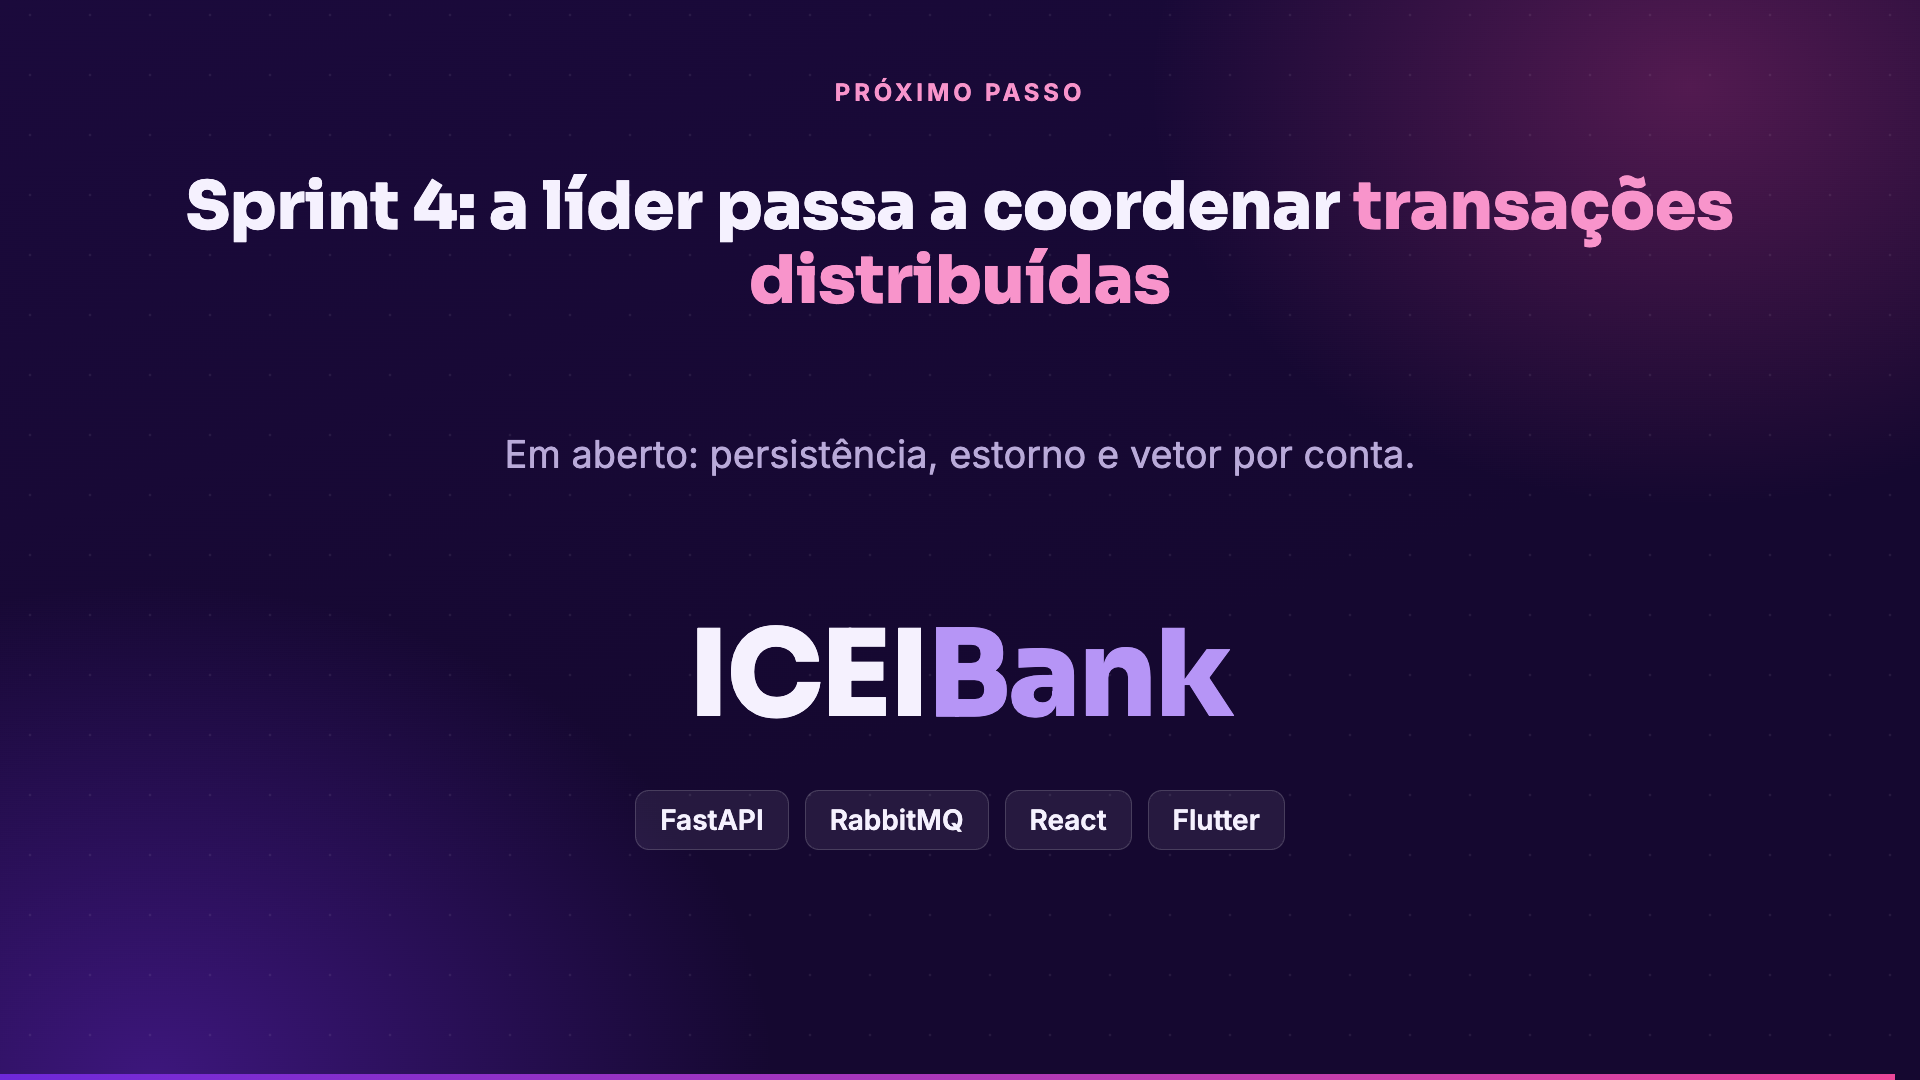 PRÓXIMO PASSO
Sprint 4: a líder passa a coordenar transações
distribuídas
Em aberto: persistência, estorno e vetor por conta.
ICEIBank
FastAPI RabbitMQ React Flutter